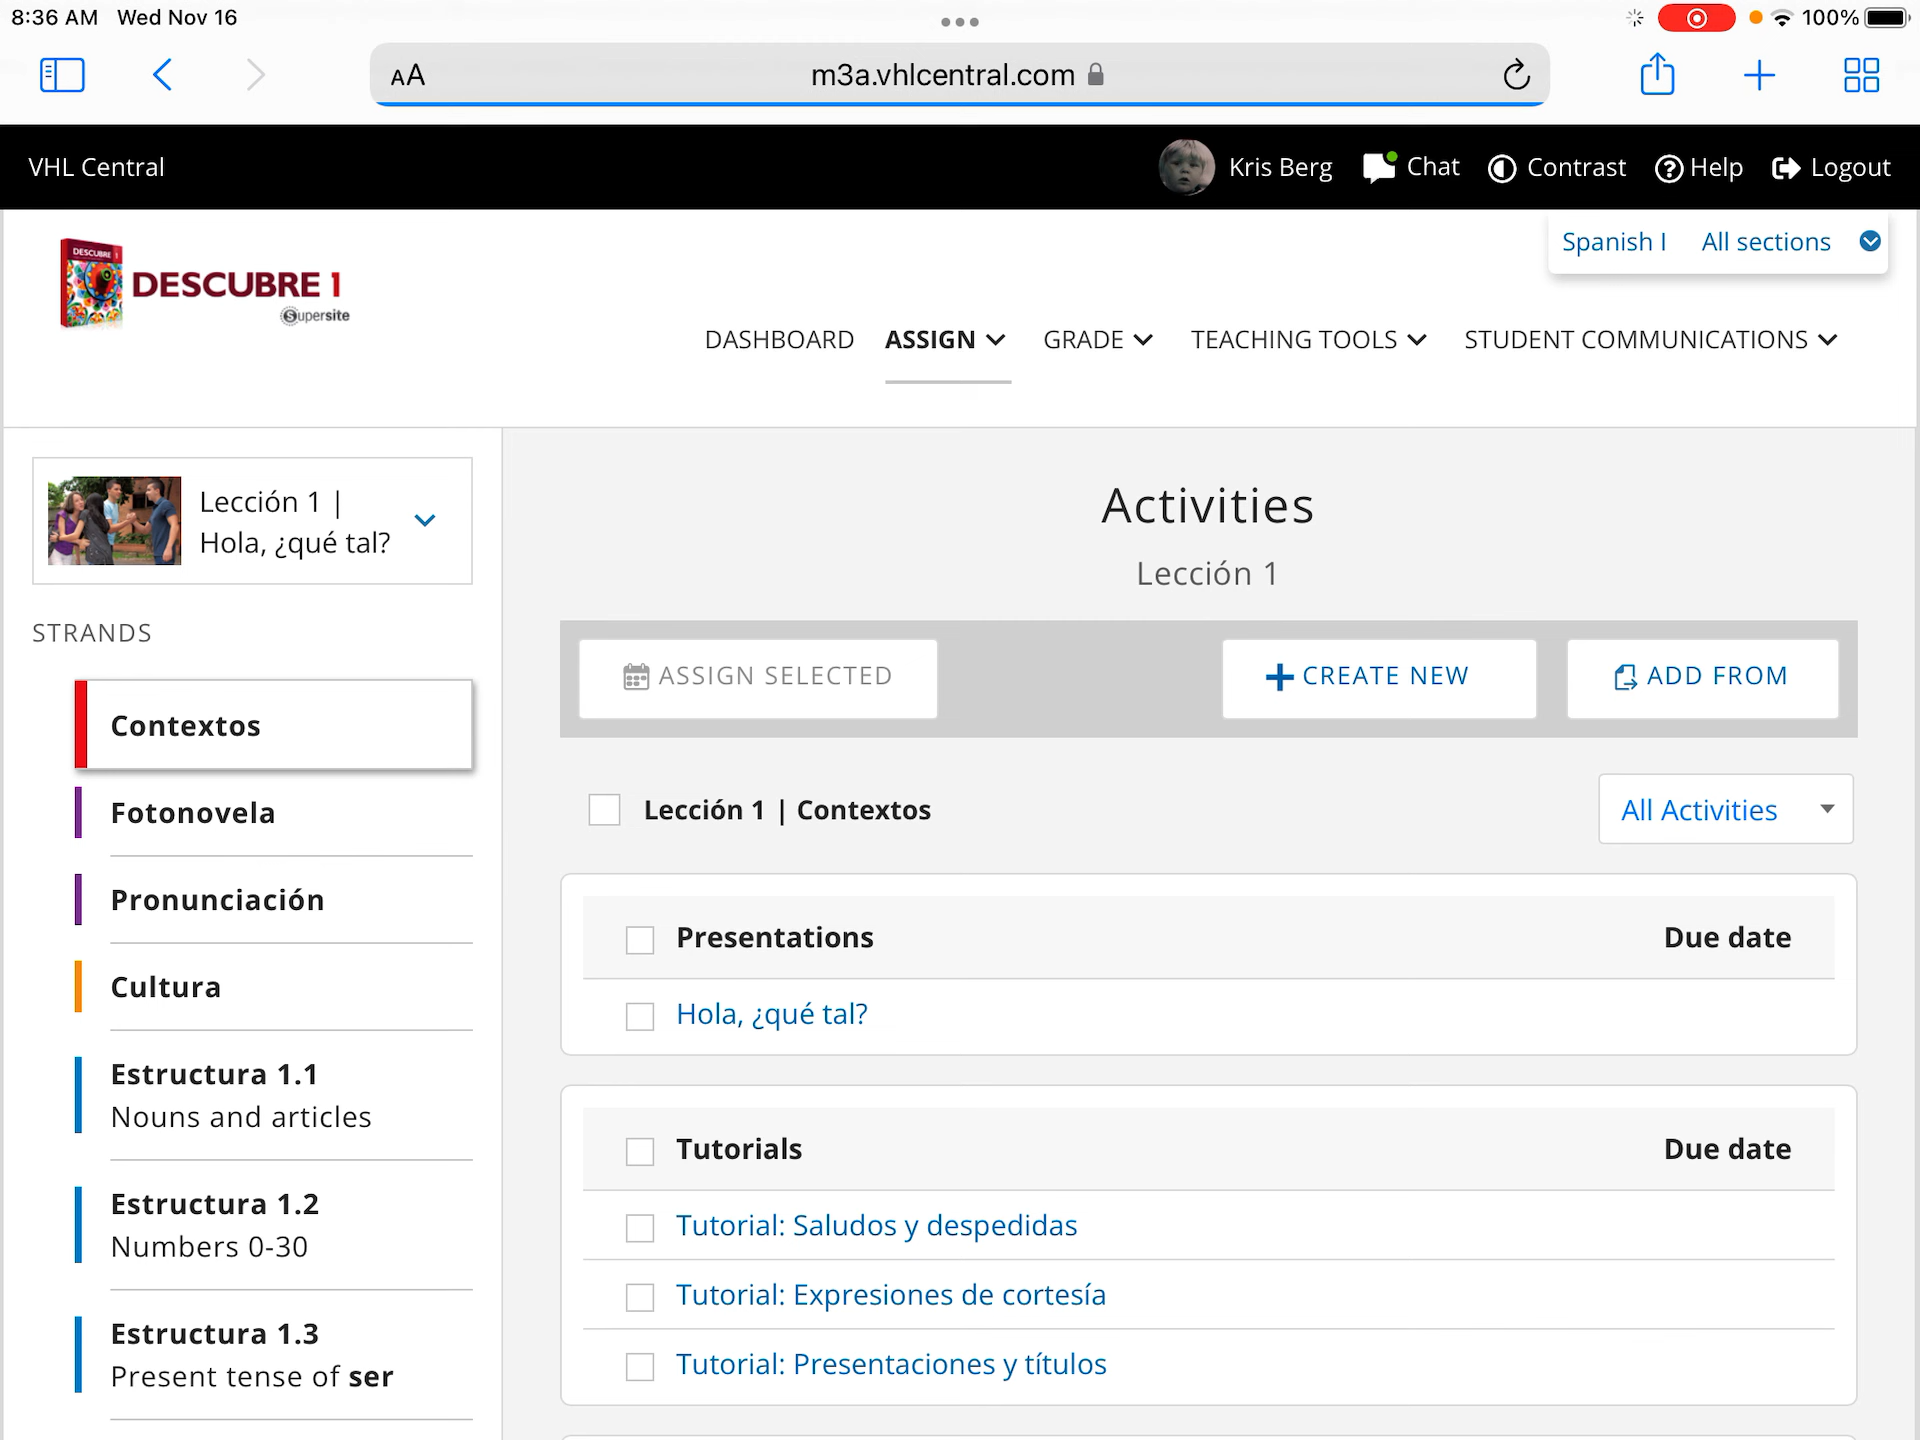 8:36 AM Wed Nov 16
100%
AA
m3a.vhlcentral.com
VHL Central
Kris Berg
Chat
Contrast
Help
Logout
DESCUBRE 1
DESCUBRE 1
Supersite
Spanish I All sections
DASHBOARD
ASSIGN
GRADE
TEACHING TOOLS
STUDENT COMMUNICATIONS
Lección 1 |
Hola, ¿qué tal?
STRANDS
Contextos
Fotonovela
Pronunciación
Cultura
Estructura 1.1
Nouns and articles
Estructura 1.2
Numbers 0-30
Estructura 1.3
Present tense of ser
Activities
Lección 1
ASSIGN SELECTED
CREATE NEW
ADD FROM
Lección 1 | Contextos
All Activities
Presentations Due date
Hola, ¿qué tal?
Tutorials Due date
Tutorial: Saludos y despedidas
Tutorial: Expresiones de cortesía
Tutorial: Presentaciones y títulos